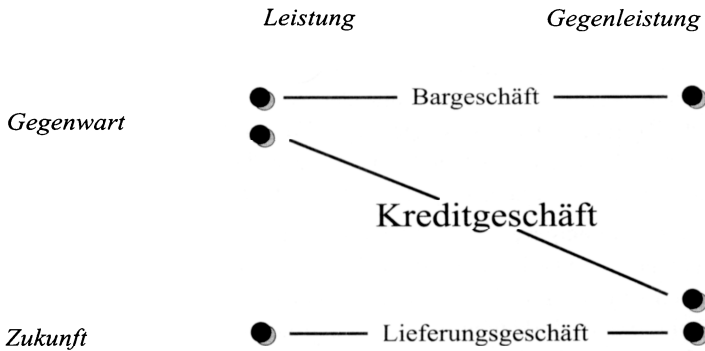 Leistung Gegenleistung
Bargeschäft
Gegenwart
Kreditgeschäft
Lieferungsgeschäft
Zukunft